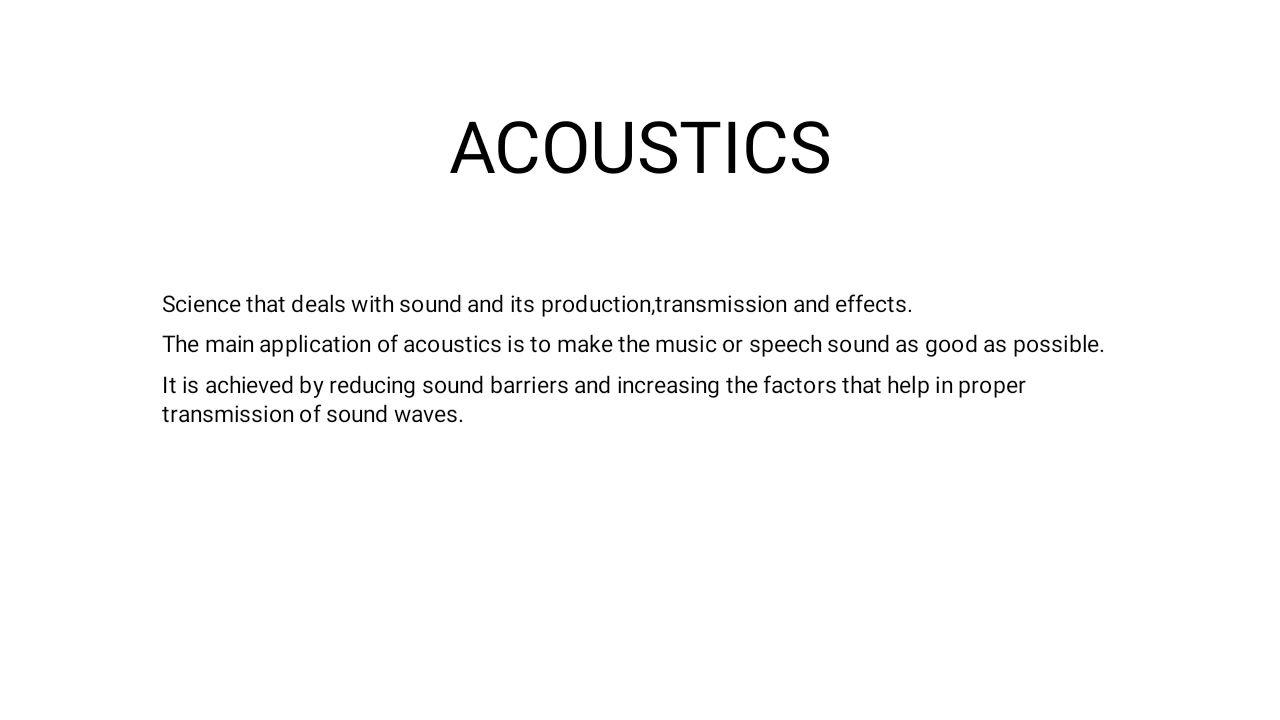 ACOUSTICS
Science that deals with sound and its production,transmission and effects.
The main application of acoustics is to make the music or speech sound as good as possible.
It is achieved by reducing sound barriers and increasing the factors that help in proper
transmission of sound waves.